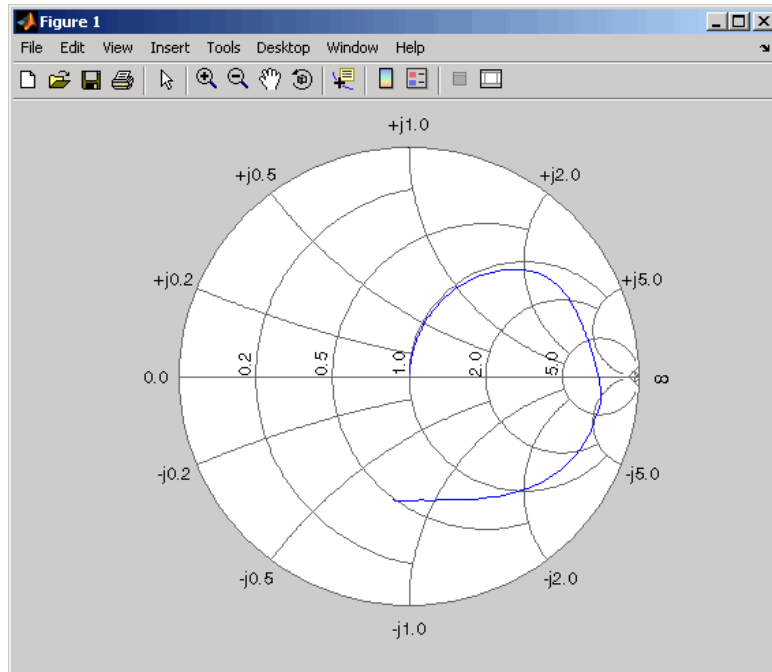 Figure 1
File Edit View Insert Tools Desktop Window Help
+j1.0
+j0.5 +j2.0
+j0.2 +j5.0
0.0 0.2 0.5 1.0 2.0 5.0 ∞
-j0.2 -j5.0
-j0.5 -j2.0
-j1.0